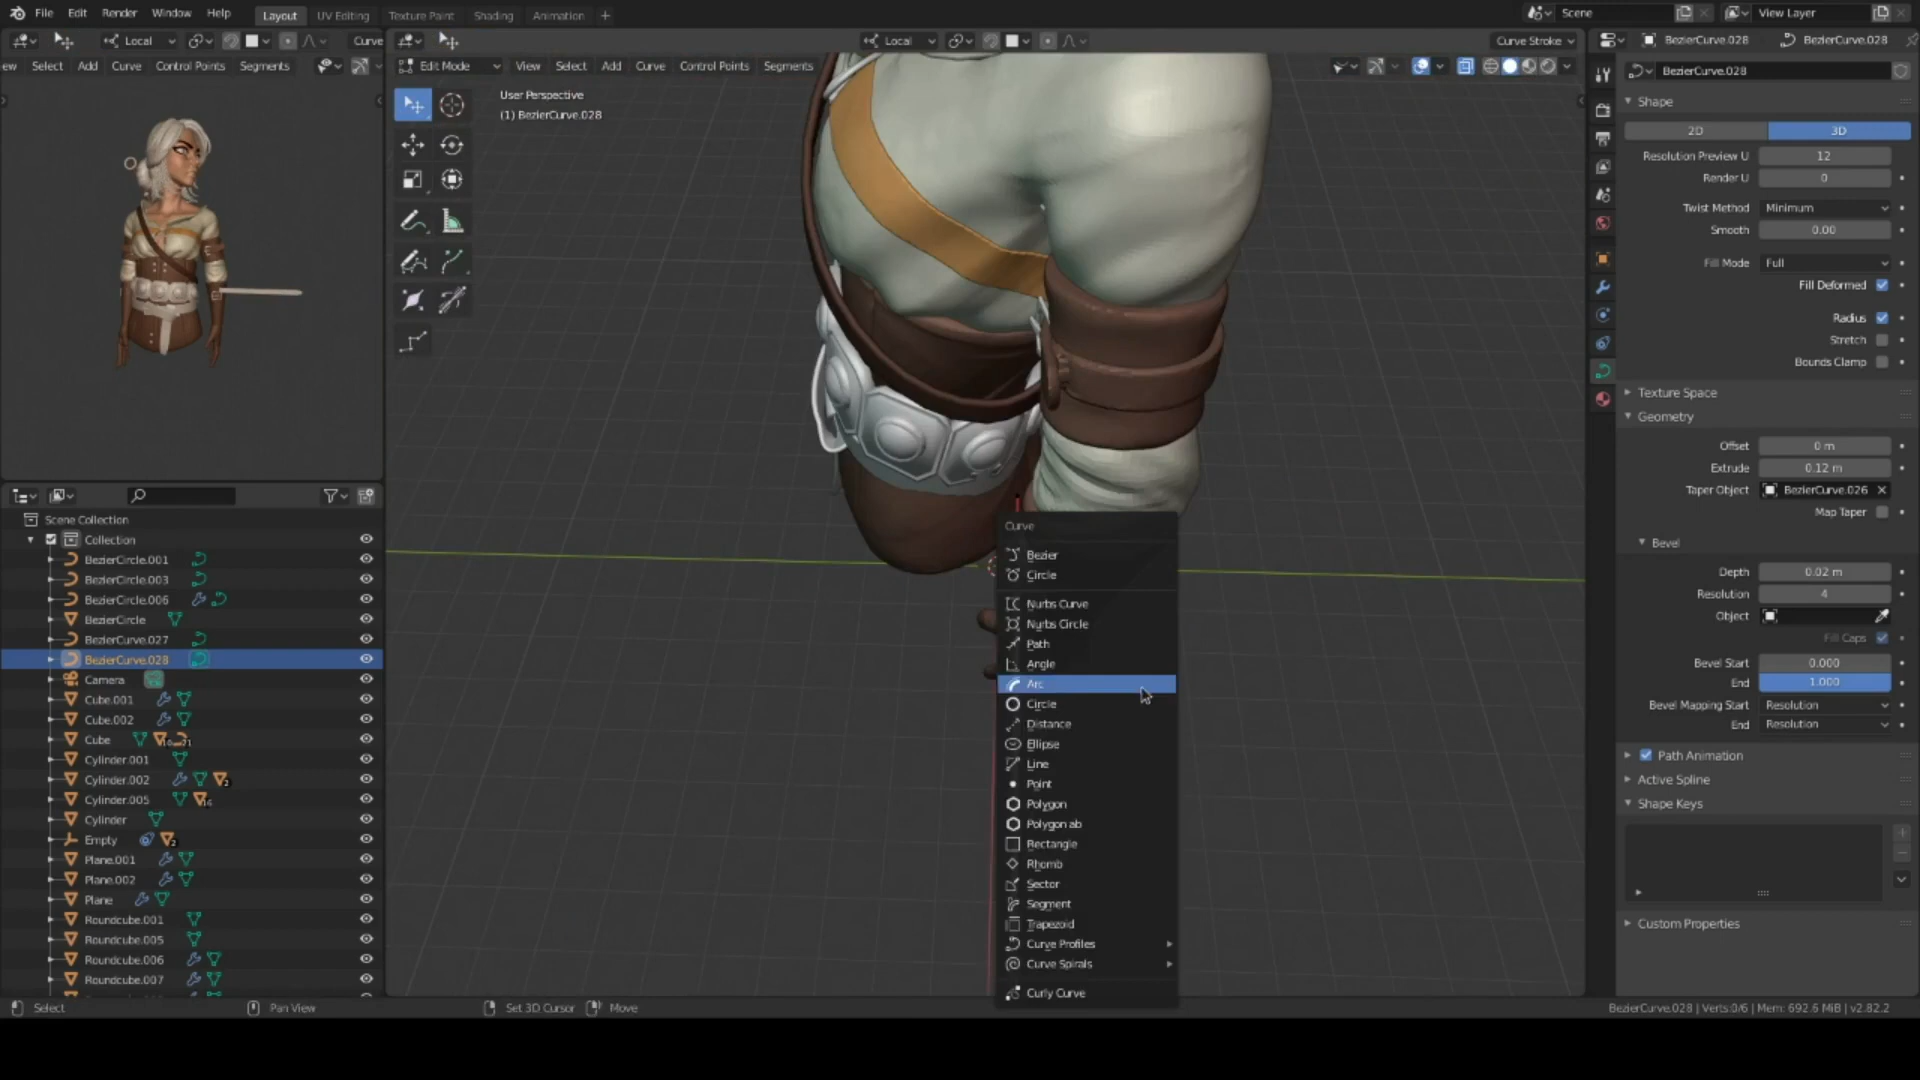 File Edit Render Window Help Layout UV Editing Texture Paint Shading Animation + Scene View Layer
Local Curve Local Curve Stroke BezierCurve.028 BezierCurve.028
ew Select Add Curve Control Points Segments Edit Mode View Select Add Curve Control Points Segments BezierCurve.028
User Perspective
(1) BezierCurve.028
Shape
2D 3D
Resolution Preview U 12
Render U 0
Twist Method Minimum
Smooth 0.00
Fill Mode Full
Fill Deformed
Radius
Stretch
Bounds Clamp
Texture Space
Geometry
Offset 0 m
Extrude 0.12 m
Taper Object BezierCurve.026
Map Taper
Bevel
Depth 0.02 m
Resolution 4
Object
Fill Caps
Bevel Start 0.000
End 1.000
Bevel Mapping Start Resolution
End Resolution
Path Animation
Active Spline
Shape Keys
Custom Properties
Scene Collection
Collection
BezierCircle.001
BezierCircle.003
BezierCircle.006
BezierCircle
BezierCurve.027
BezierCurve.028
Camera
Cube.001
Cube.002
Cube
Cylinder.001
Cylinder.002 2
Cylinder.005 16
Cylinder
Empty 2
Plane.001
Plane.002
Plane
Roundcube.001
Roundcube.005
Roundcube.006
Roundcube.007
Curve
Bezier
Circle
Nurbs Curve
Nurbs Circle
Path
Angle
Arc
Circle
Distance
Ellipse
Line
Point
Polygon
Polygon ab
Rectangle
Rhomb
Sector
Segment
Trapezoid
Curve Profiles
Curve Spirals
Curly Curve
Select Pan View Set 3D Cursor Move BezierCurve.028 | Verts:0/6 | Mem: 692.6 MiB | v2.82.2